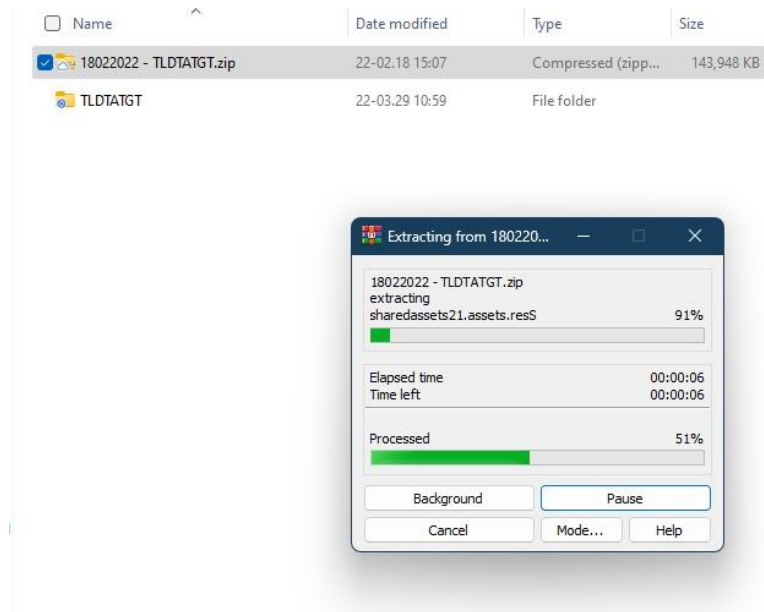 Name Date modified Type Size
18022022 - TLDTATGT.zip 22-02.18 15:07 Compressed (zipp... 143,948 KB
TLDTATGT 22-03.29 10:59 File folder
Extracting from 180220...
18022022 - TLDTATGT.zip
extracting
sharedassets21.assets.resS 91%
Elapsed time 00:00:06
Time left 00:00:06
Processed 51%
Background Pause
Cancel Mode... Help